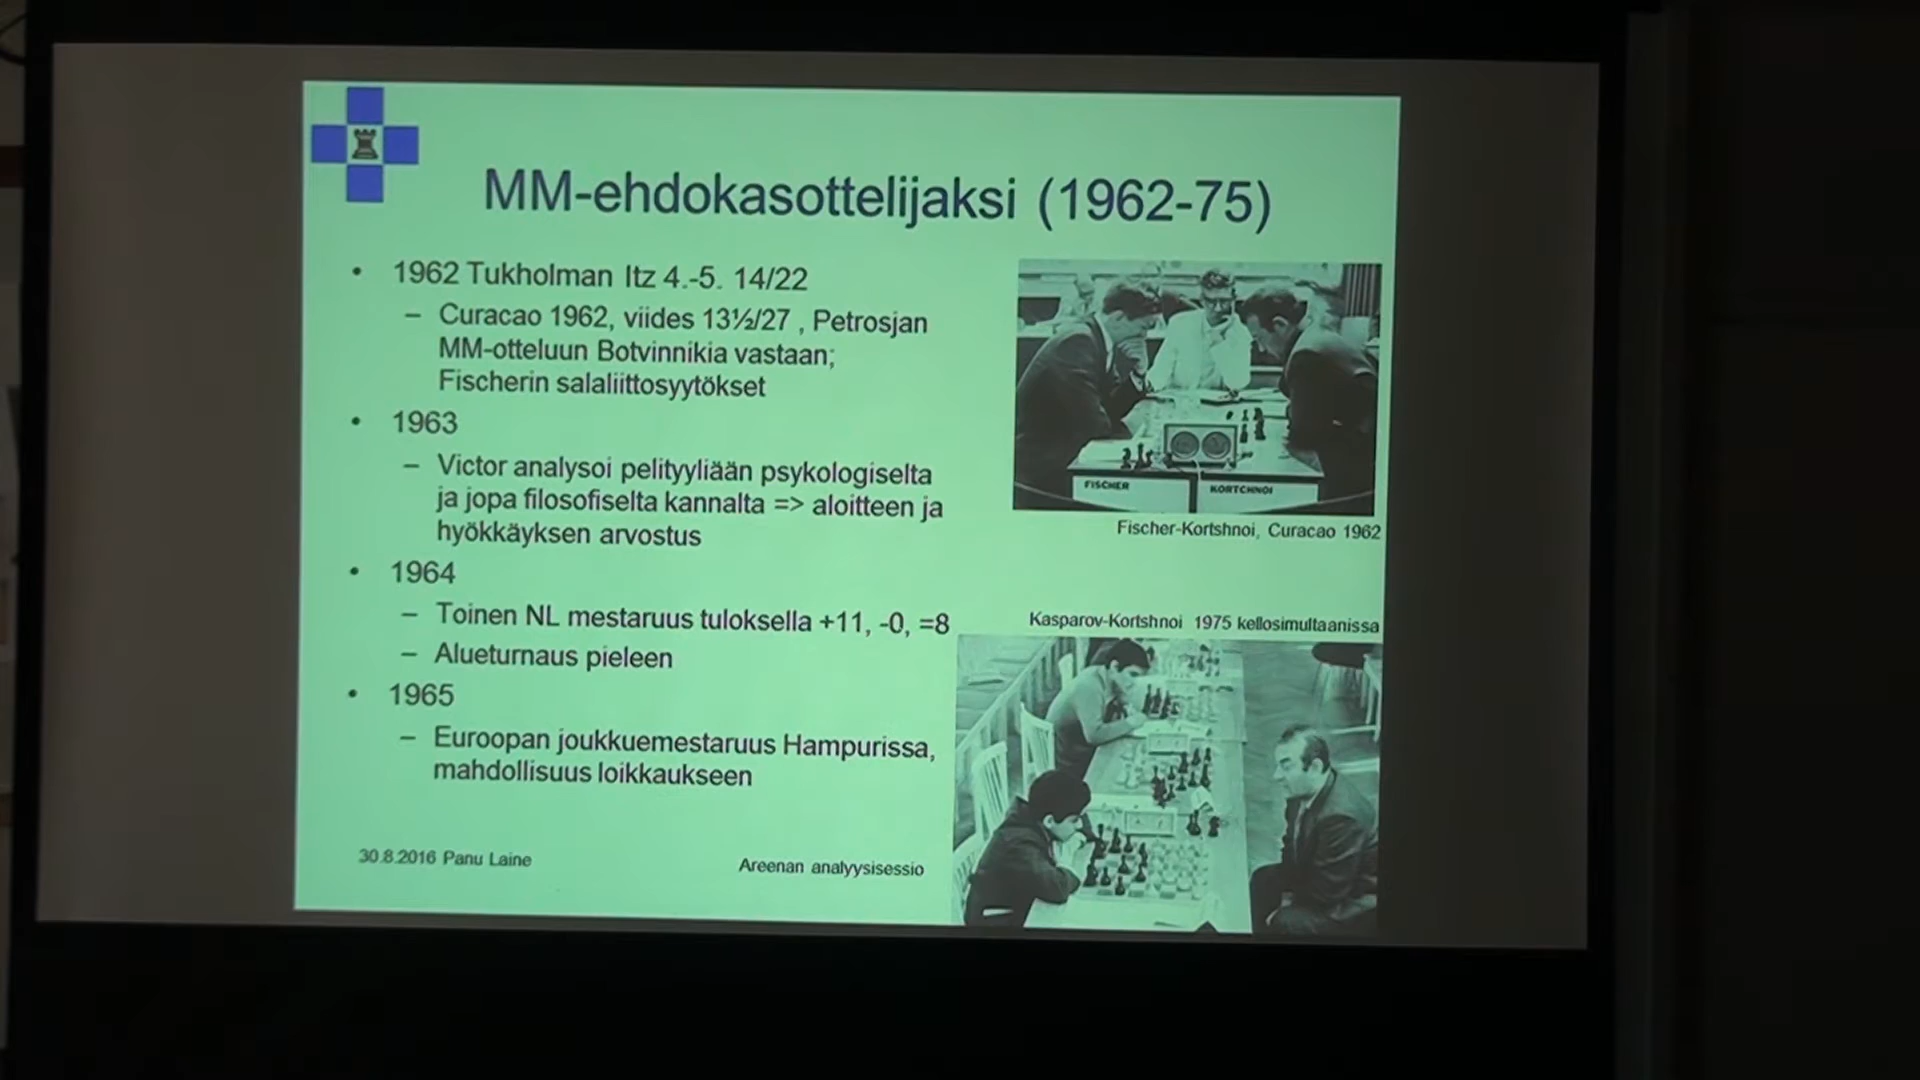 MM-ehdokasottelijaksi (1962-75)
• 1962 Tukholman Itz 4.-5. 14/22
– Curacao 1962, viides 13½/27 , Petrosjan
MM-otteluun Botvinnikia vastaan;
Fischerin salaliittosyytökset
• 1963
– Victor analysoi pelityyliään psykologiselta
ja jopa filosofiselta kannalta => aloitteen ja
hyökkäyksen arvostus
• 1964
– Toinen NL mestaruus tuloksella +11, -0, =8
– Alueturnaus pieleen
• 1965
– Euroopan joukkuemestaruus Hampurissa,
mahdollisuus loikkaukseen
FISCHER
KORTCHNOI
Fischer-Kortshnoi, Curacao 1962
Kasparov-Kortshnoi 1975 kellosimultaanissa
30.8.2016 Panu Laine
Areenan analyysisessio